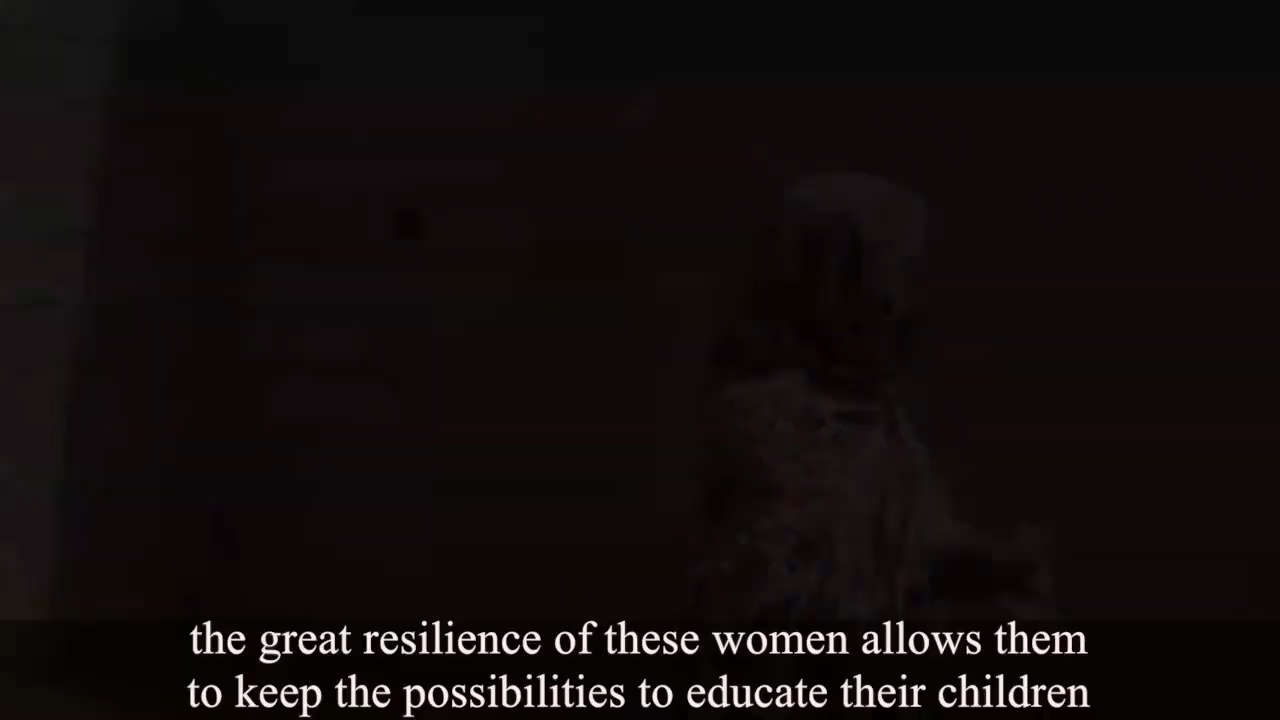 the great resilience of these women allows them
to keep the possibilities to educate their children